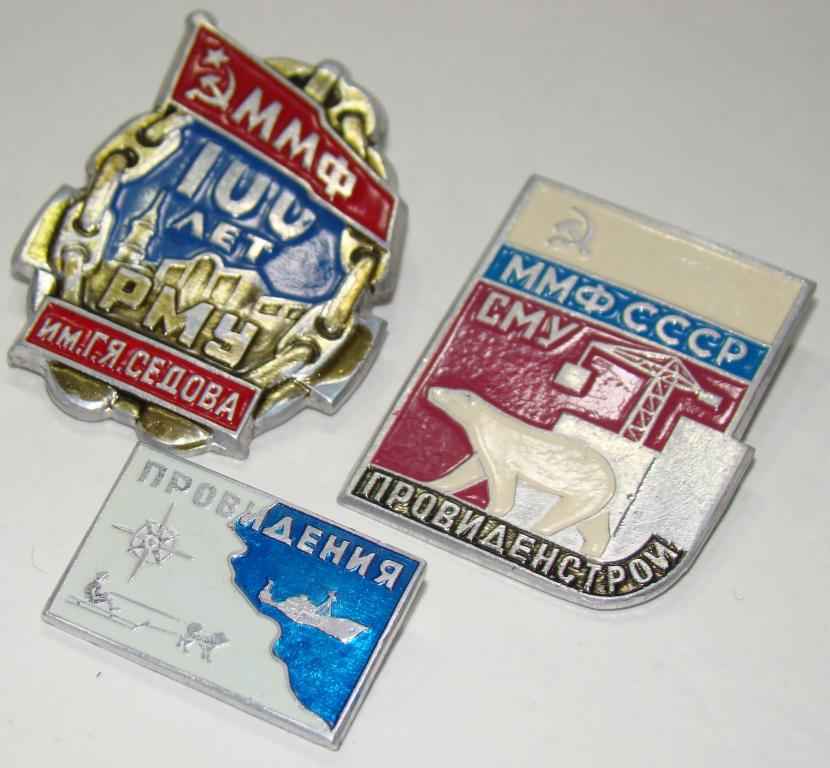 ММФ
100
ЛЕТ
РМУ
ИМ.Г.Я.СЕДОВА
ММФ СССР
СМУ
ПРОВИДЕНСТРОЙ
ПРОВИДЕНИЯ
С